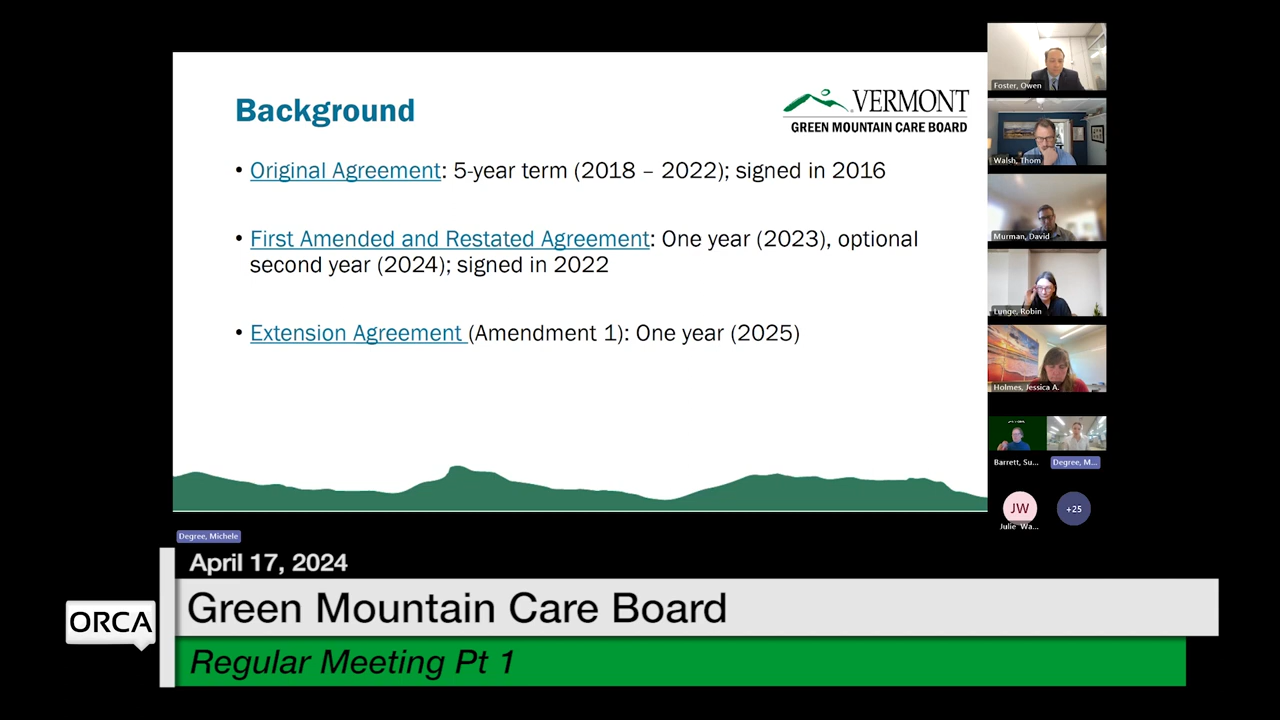 Background
VERMONT
GREEN MOUNTAIN CARE BOARD
• Original Agreement: 5-year term (2018 – 2022); signed in 2016
• First Amended and Restated Agreement: One year (2023), optional
second year (2024); signed in 2022
• Extension Agreement (Amendment 1): One year (2025)
Foster, Owen
Walsh, Thom
Murman, David
Lunge, Robin
Holmes, Jessica A.
Barrett, Su...
Degree, M...
JW
+25
Julie Wa...
Degree, Michele
April 17, 2024
ORCA
Green Mountain Care Board
Regular Meeting Pt 1